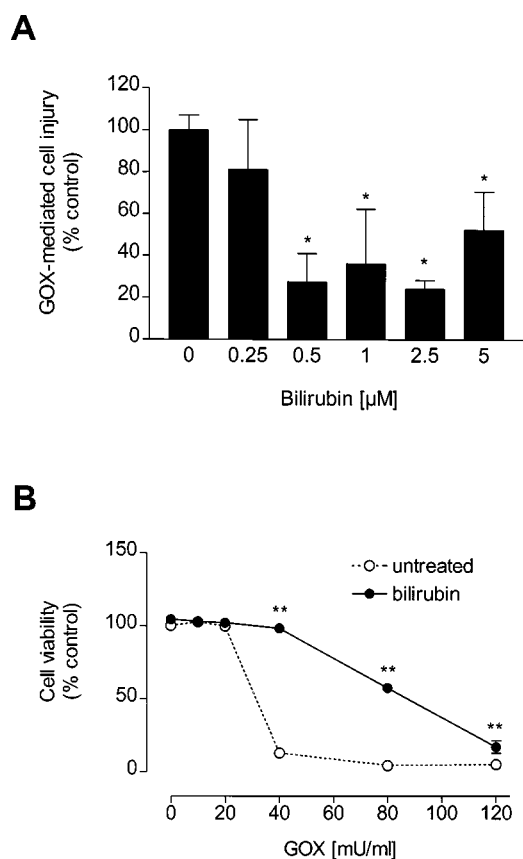 A
GOX-mediated cell injury
(% control)
120
100
80
60
40
20
0
*
*
*
*
0 0.25 0.5 1 2.5 5
Bilirubin [µM]
B
Cell viability
(% control)
150
100
50
0
untreated
bilirubin
**
**
**
0 20 40 60 80 100 120
GOX [mU/ml]